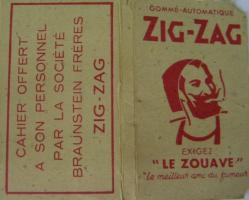 CAHIER OFFERT
A SON PERSONNEL
PAR LA SOCIÉTÉ
BRAUNSTEIN FRÈRES
ZIG-ZAG
GOMMÉ-AUTOMATIQUE
ZIG-ZAG
EXIGEZ
"LE ZOUAVE"
"Le meilleur ami du fumeur"